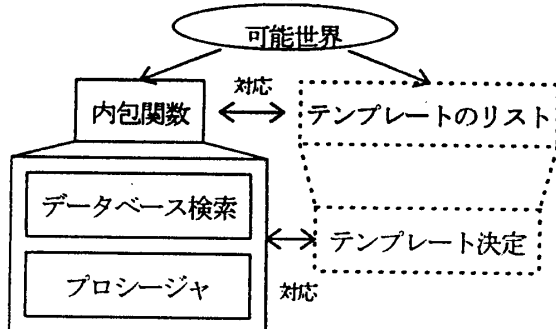 可能世界
対応
内包関数
テンプレートのリスト
データベース検索
テンプレート決定
プロシージャ
対応